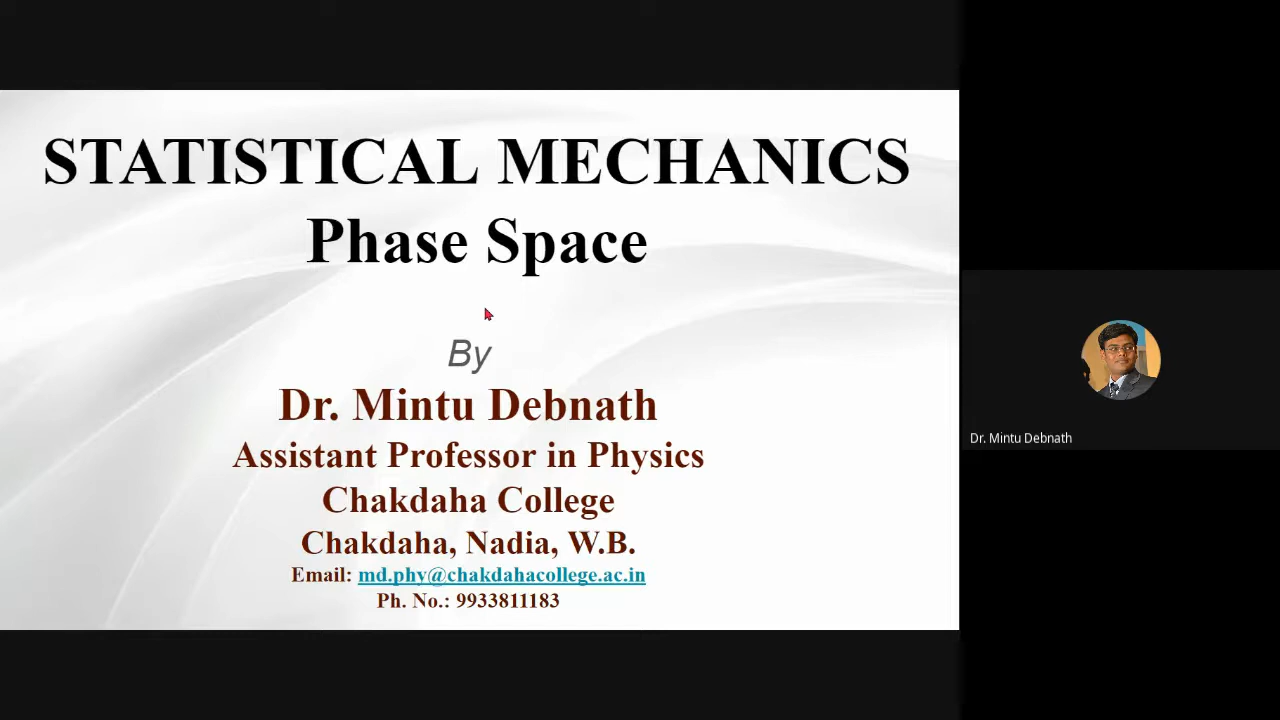 STATISTICAL MECHANICS
Phase Space
By
Dr. Mintu Debnath
Assistant Professor in Physics
Chakdaha College
Chakdaha, Nadia, W.B.
Email: md.phy@chakdahacollege.ac.in
Ph. No.: 9933811183
Dr. Mintu Debnath